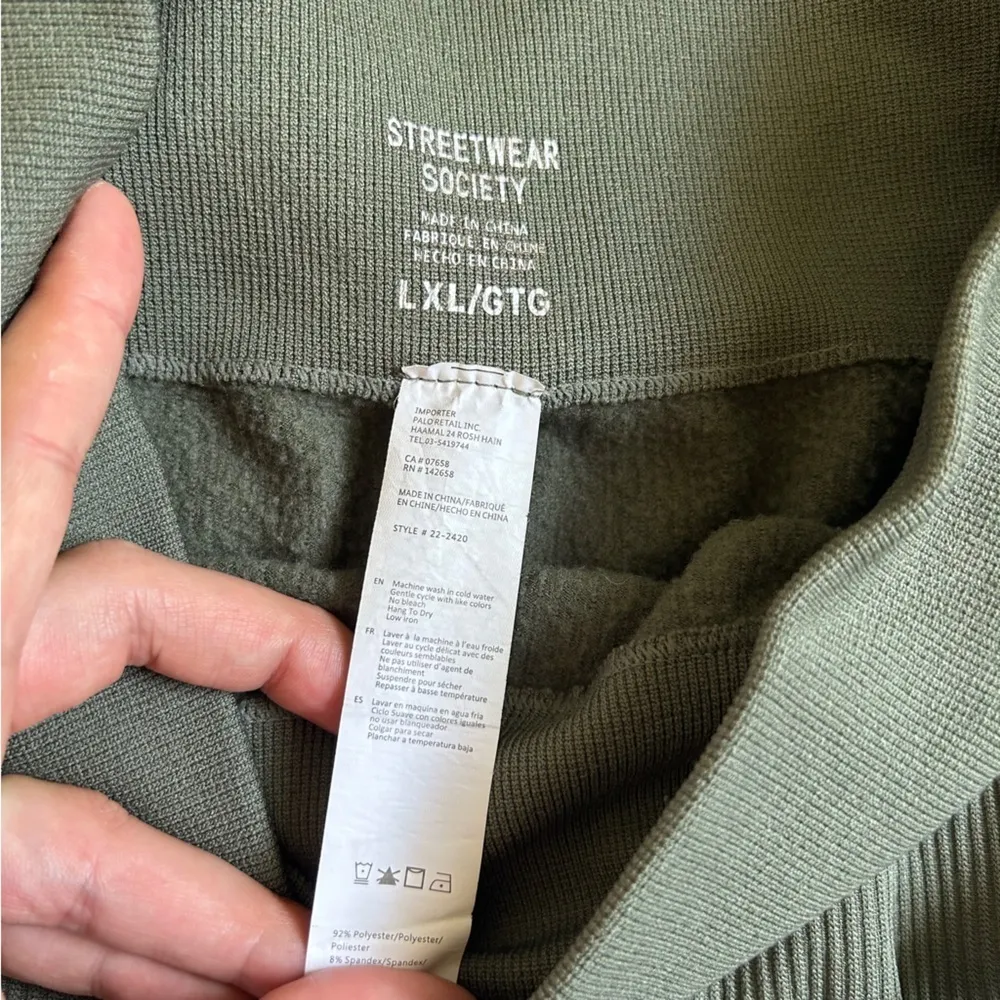 STREETWEAR
SOCIETY
MADE IN CHINA
FABRIQUÉ EN CHINE
HECHO EN CHINA
L XL/GTG
IMPORTER
PALO RETAIL INC.
HAAMAL 24 ROSH HAIN
TEL.03-5419744
CA # 07658
RN # 142658
MADE IN CHINA/FABRIQUÉ
EN CHINE/HECHO EN CHINA
STYLE # 22-2420
EN Machine wash in cold water
Gentle cycle with like colors
No bleach
Hang To Dry
Low iron
FR Laver à la machine à l'eau froide
Laver au cycle délicat avec des
couleurs semblables
Ne pas utiliser d'agent de
blanchiment
Suspendre pour sécher
Repasser à basse température
ES Lavar en maquina en agua fria
Ciclo Suave con colores iguales
no usar blanqueador
Colgar para secar
Planchar a temperatura baja
92% Polyester/Polyester/
Poliester
8% Spandex/Spandex/